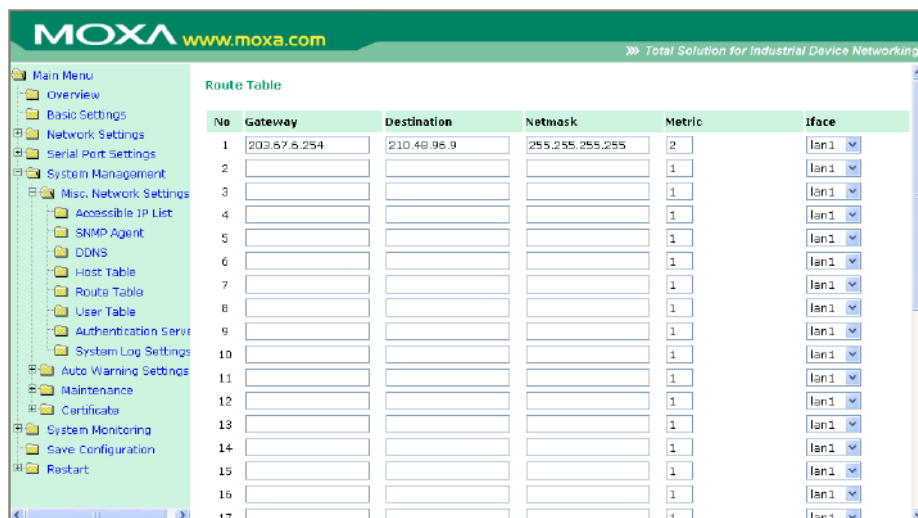 MOXA www.moxa.com
Total Solution for Industrial Device Networking
Main Menu
Overview
Basic Settings
Network Settings
Serial Port Settings
System Management
Misc. Network Settings
Accessible IP List
SNMP Agent
DDNS
Host Table
Route Table
User Table
Authentication Serve
System Log Settings
Auto Warning Settings
Maintenance
Certificate
System Monitoring
Save Configuration
Restart
Route Table
No Gateway Destination Netmask Metric Iface
1 203.67.6.254 210.48.96.9 255.255.255.255 2 lan1
2 1 lan1
3 1 lan1
4 1 lan1
5 1 lan1
6 1 lan1
7 1 lan1
8 1 lan1
9 1 lan1
10 1 lan1
11 1 lan1
12 1 lan1
13 1 lan1
14 1 lan1
15 1 lan1
16 1 lan1
17 1 lan1